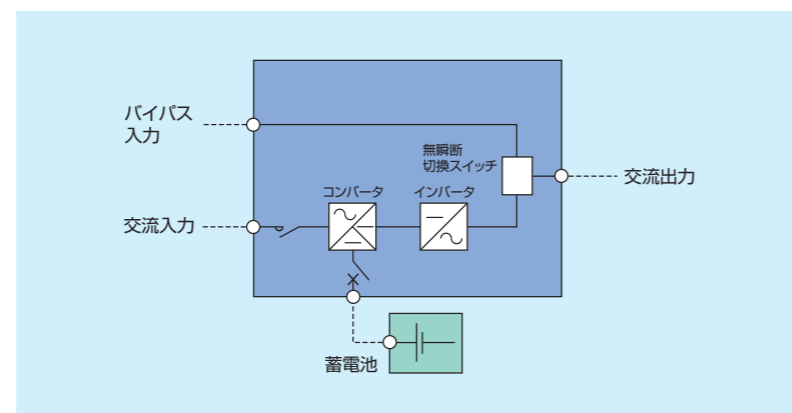 バイパス
入力
無瞬断
切換スイッチ
交流出力
コンバータ
インバータ
交流入力
蓄電池